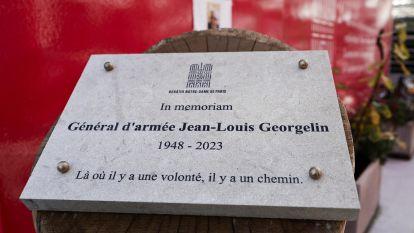 REBÂTIR NOTRE-DAME DE PARIS
In memoriam
Général d'armée Jean-Louis Georgelin
1948 - 2023
Là où il y a une volonté, il y a un chemin.